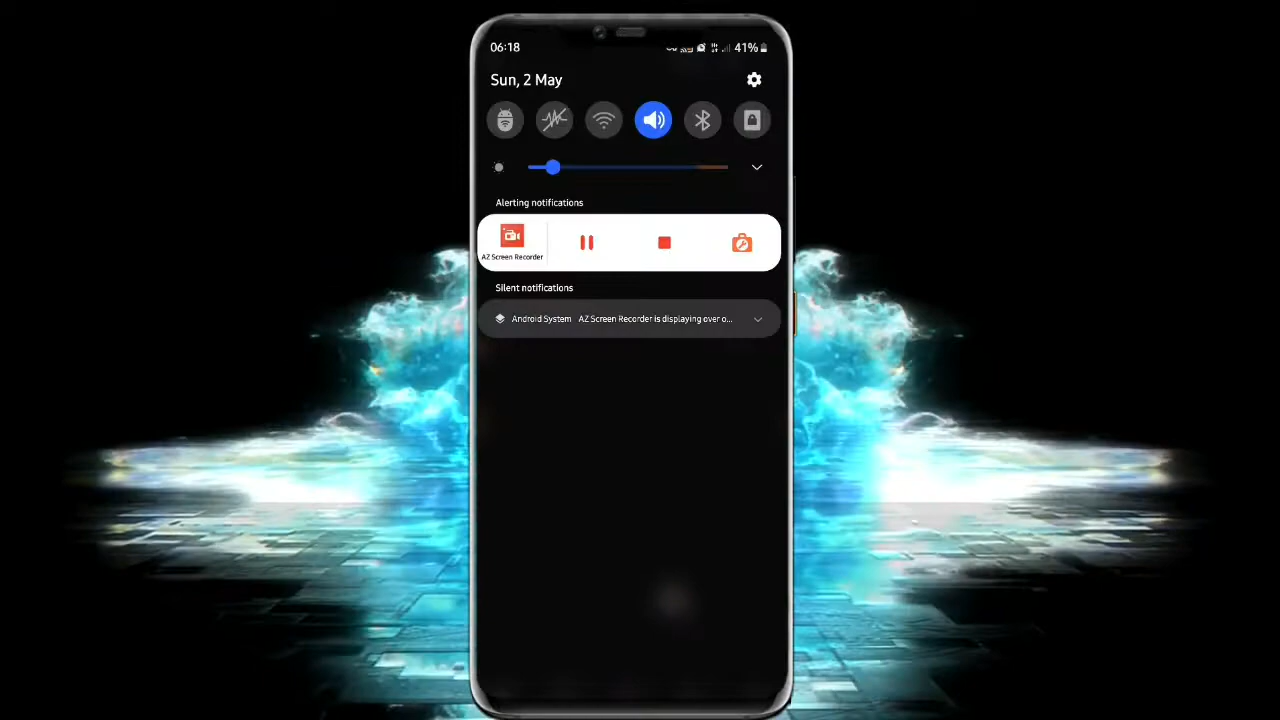 06:18
41%
Sun, 2 May
Alerting notifications
AZ Screen Recorder
Silent notifications
Android System AZ Screen Recorder is displaying over o...